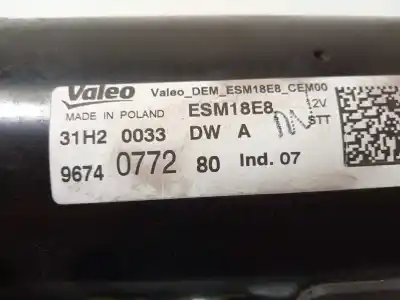 Valeo Valeo_DEM_ESM18E8_CEM00
MADE IN POLAND ESM18E8 12V
31H2 0033 DW A STT
9674 0772 80 Ind. 07